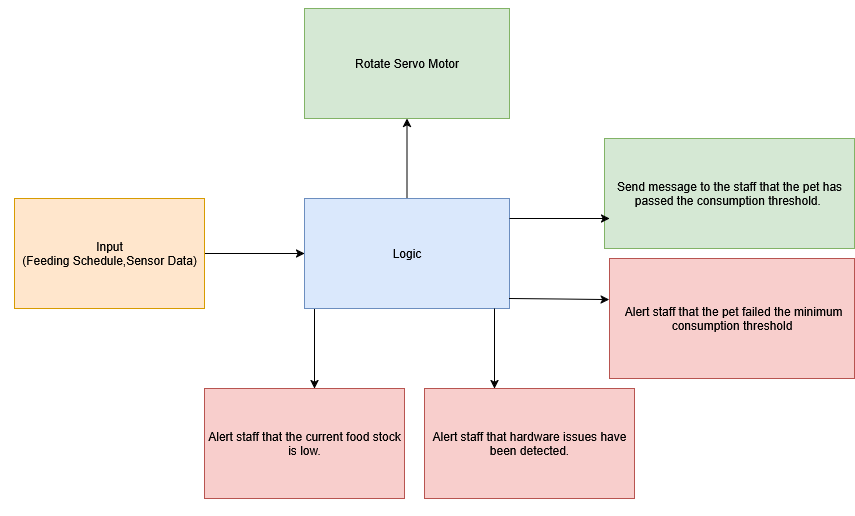 Rotate Servo Motor
Send message to the staff that the pet has
passed the consumption threshold.
Input
(Feeding Schedule,Sensor Data)
Logic
Alert staff that the pet failed the minimum
consumption threshold
Alert staff that the current food stock
is low.
Alert staff that hardware issues have
been detected.